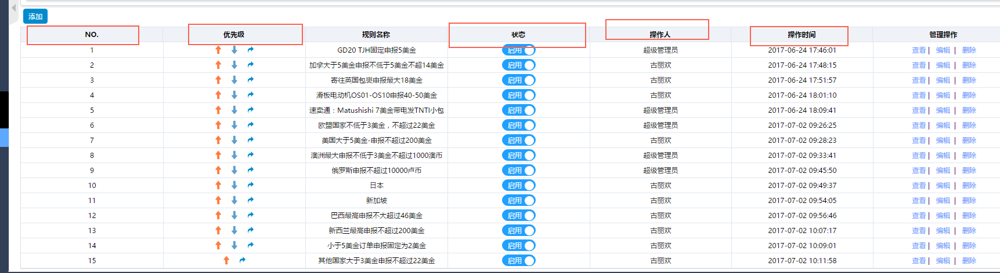 添加
NO. 优先级 规则名称 状态 操作人 操作时间 管理操作
1 GD20 TJH固定申报5美金 启用 超级管理员 2017-06-24 17:46:01 查看 | 编辑 | 删除
2 加拿大于5美金申报不低于5美金不超14美金 启用 古丽欢 2017-06-24 17:48:15 查看 | 编辑 | 删除
3 寄往英国包裹申报最大18美金 启用 古丽欢 2017-06-24 17:51:57 查看 | 编辑 | 删除
4 滑板电动机OS01-OS10申报40-50美金 启用 古丽欢 2017-06-24 18:01:10 查看 | 编辑 | 删除
5 速卖通：Matushishi 7美金带电发TNTI小包 启用 超级管理员 2017-06-24 18:09:41 查看 | 编辑 | 删除
6 欧盟国家不低于3美金，不超过22美金 启用 超级管理员 2017-07-02 09:26:25 查看 | 编辑 | 删除
7 美国大于5美金-申报不超过200美金 启用 古丽欢 2017-07-02 09:28:23 查看 | 编辑 | 删除
8 澳洲最大申报不低于3美金不超过1000澳币 启用 超级管理员 2017-07-02 09:33:41 查看 | 编辑 | 删除
9 俄罗斯申报不超过10000卢币 启用 超级管理员 2017-07-02 09:45:50 查看 | 编辑 | 删除
10 日本 启用 古丽欢 2017-07-02 09:49:37 查看 | 编辑 | 删除
11 新加坡 启用 古丽欢 2017-07-02 09:54:05 查看 | 编辑 | 删除
12 巴西最高申报不大超过46美金 启用 古丽欢 2017-07-02 09:56:46 查看 | 编辑 | 删除
13 新西兰最高申报不超过200美金 启用 古丽欢 2017-07-02 10:07:17 查看 | 编辑 | 删除
14 小于5美金订单申报固定为2美金 启用 古丽欢 2017-07-02 10:09:01 查看 | 编辑 | 删除
15 其他国家大于3美金申报不超过22美金 启用 古丽欢 2017-07-02 10:11:58 查看 | 编辑 | 删除